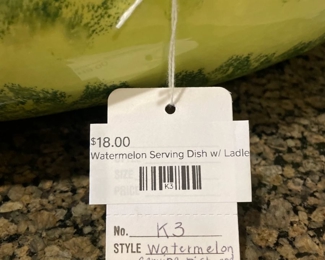 $18.00
Watermelon Serving Dish w/ Ladle
K3
No. K3
STYLE Watermelon